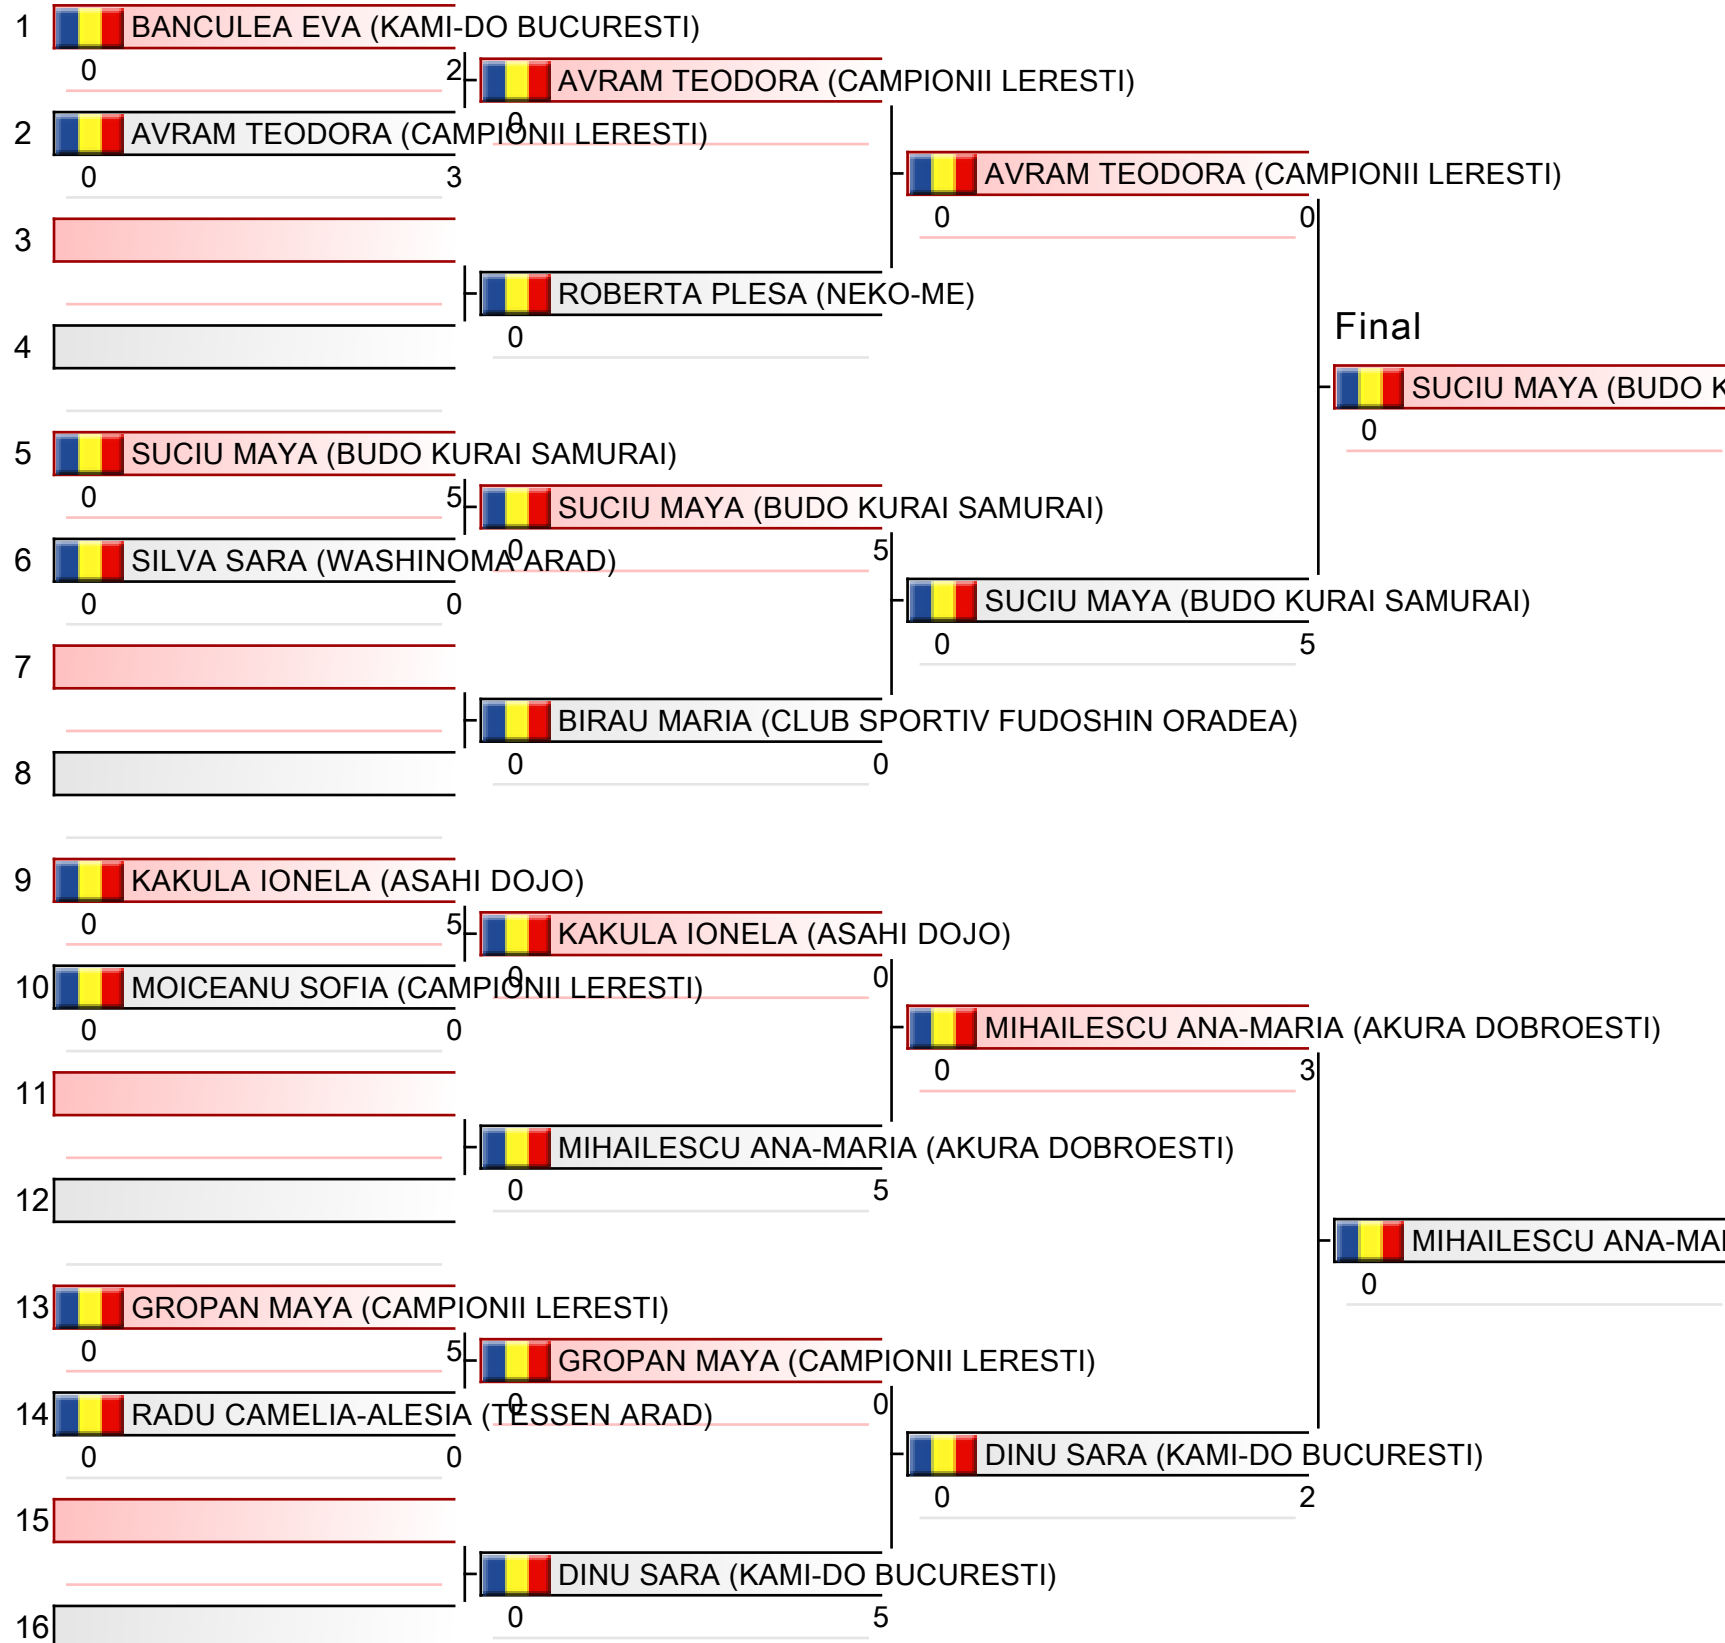 1 BANCULEA EVA (KAMI-DO BUCURESTI)
0 2
AVRAM TEODORA (CAMPIONII LERESTI)
0
2 AVRAM TEODORA (CAMPIONII LERESTI)
0 3
AVRAM TEODORA (CAMPIONII LERESTI)
0 0
3
ROBERTA PLESA (NEKO-ME)
0
4
Final
SUCIU MAYA (BUDO K
0
5 SUCIU MAYA (BUDO KURAI SAMURAI)
0 5
SUCIU MAYA (BUDO KURAI SAMURAI)
0 5
6 SILVA SARA (WASHINOMA ARAD)
0 0
SUCIU MAYA (BUDO KURAI SAMURAI)
0 5
7
BIRAU MARIA (CLUB SPORTIV FUDOSHIN ORADEA)
0 0
8
9 KAKULA IONELA (ASAHI DOJO)
0 5
KAKULA IONELA (ASAHI DOJO)
0 0
10 MOICEANU SOFIA (CAMPIONII LERESTI)
0 0
MIHAILESCU ANA-MARIA (AKURA DOBROESTI)
0 3
11
MIHAILESCU ANA-MARIA (AKURA DOBROESTI)
0 5
12
MIHAILESCU ANA-MA
0
13 GROPAN MAYA (CAMPIONII LERESTI)
0 5
GROPAN MAYA (CAMPIONII LERESTI)
0 0
14 RADU CAMELIA-ALESIA (TESSEN ARAD)
0 0
DINU SARA (KAMI-DO BUCURESTI)
0 2
15
DINU SARA (KAMI-DO BUCURESTI)
0 5
16